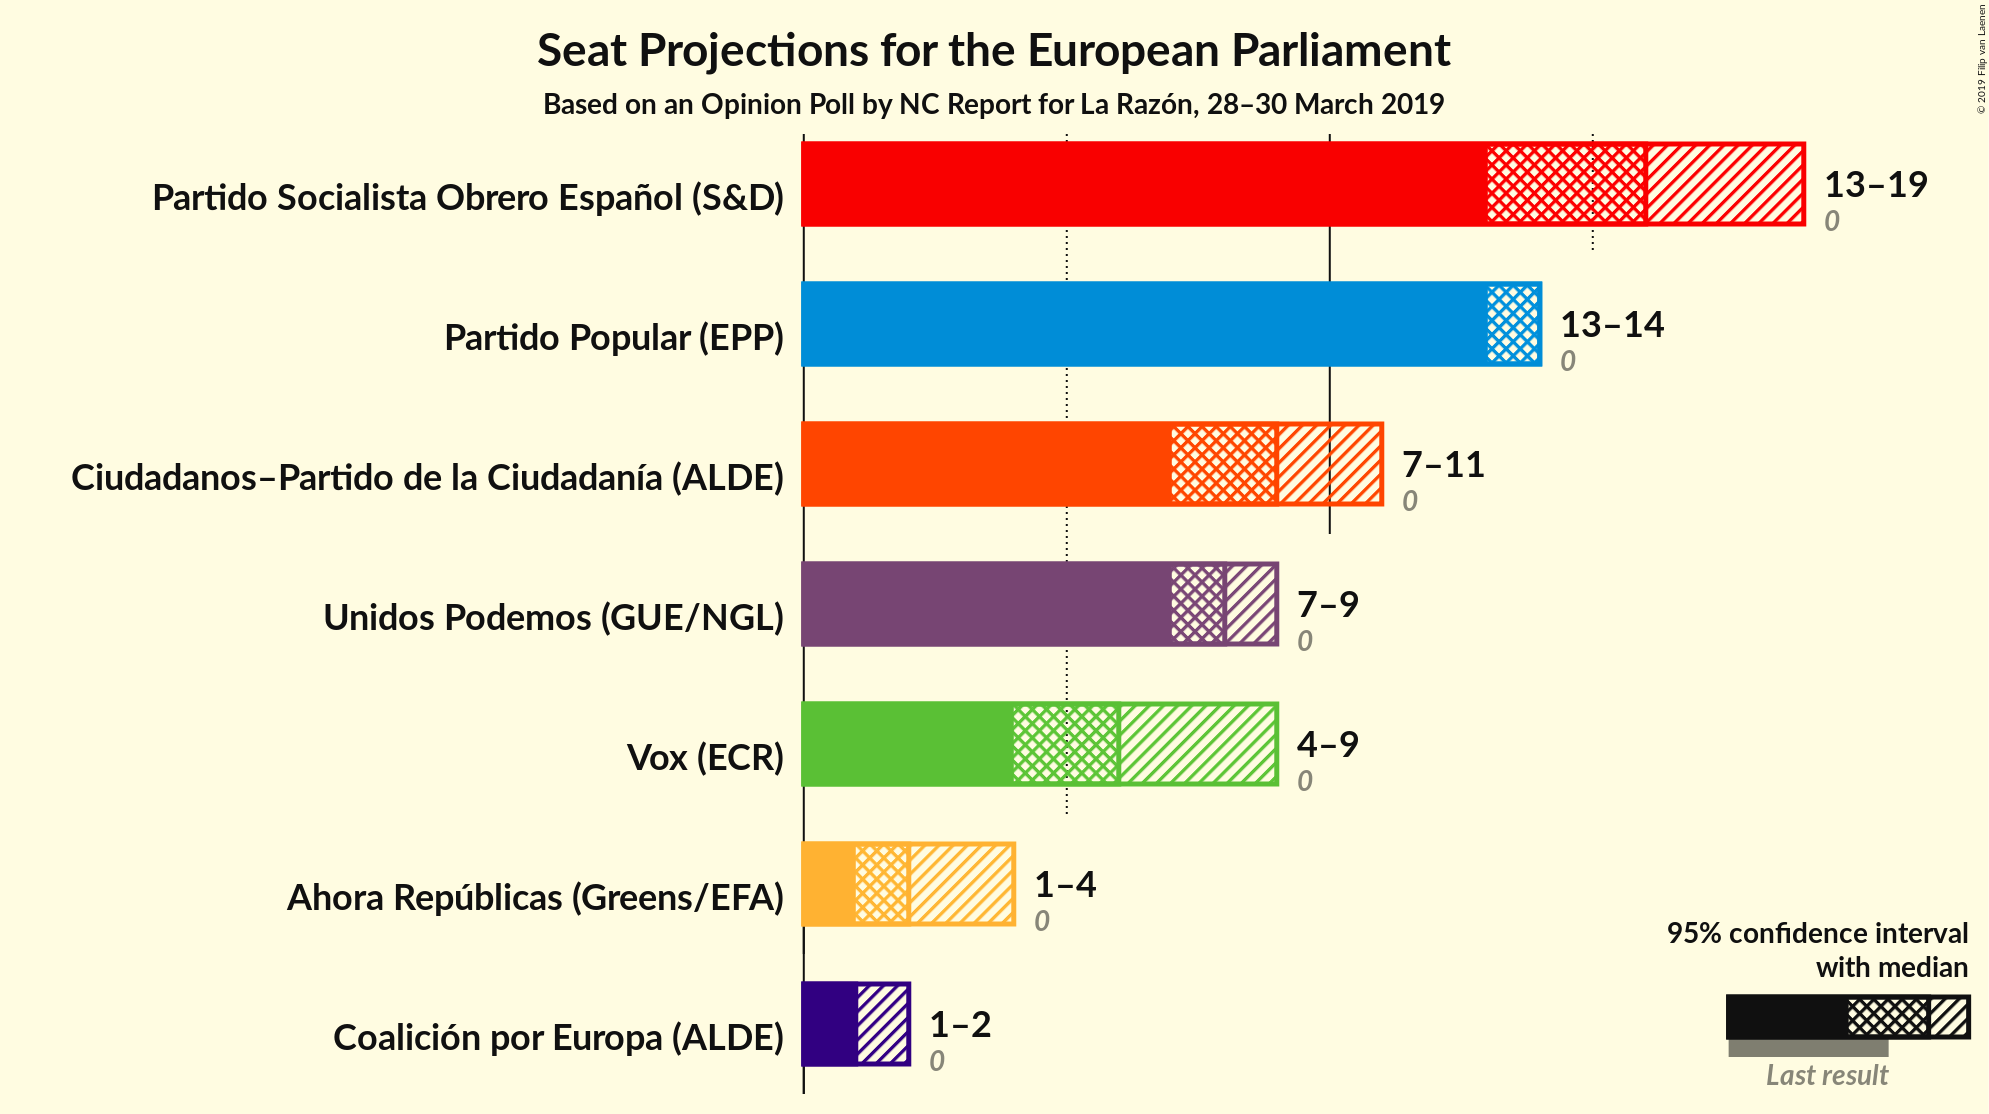 Seat Projections for the European Parliament
Based on an Opinion Poll by NC Report for La Razón, 28–30 March 2019
© 2019 Filip van Laenen
Partido Socialista Obrero Español (S&D)
13–19
0
Partido Popular (EPP)
13–14
0
Ciudadanos–Partido de la Ciudadanía (ALDE)
7–11
0
Unidos Podemos (GUE/NGL)
7–9
0
Vox (ECR)
4–9
0
Ahora Repúblicas (Greens/EFA)
1–4
0
Coalición por Europa (ALDE)
1–2
0
95% confidence interval
with median
Last result